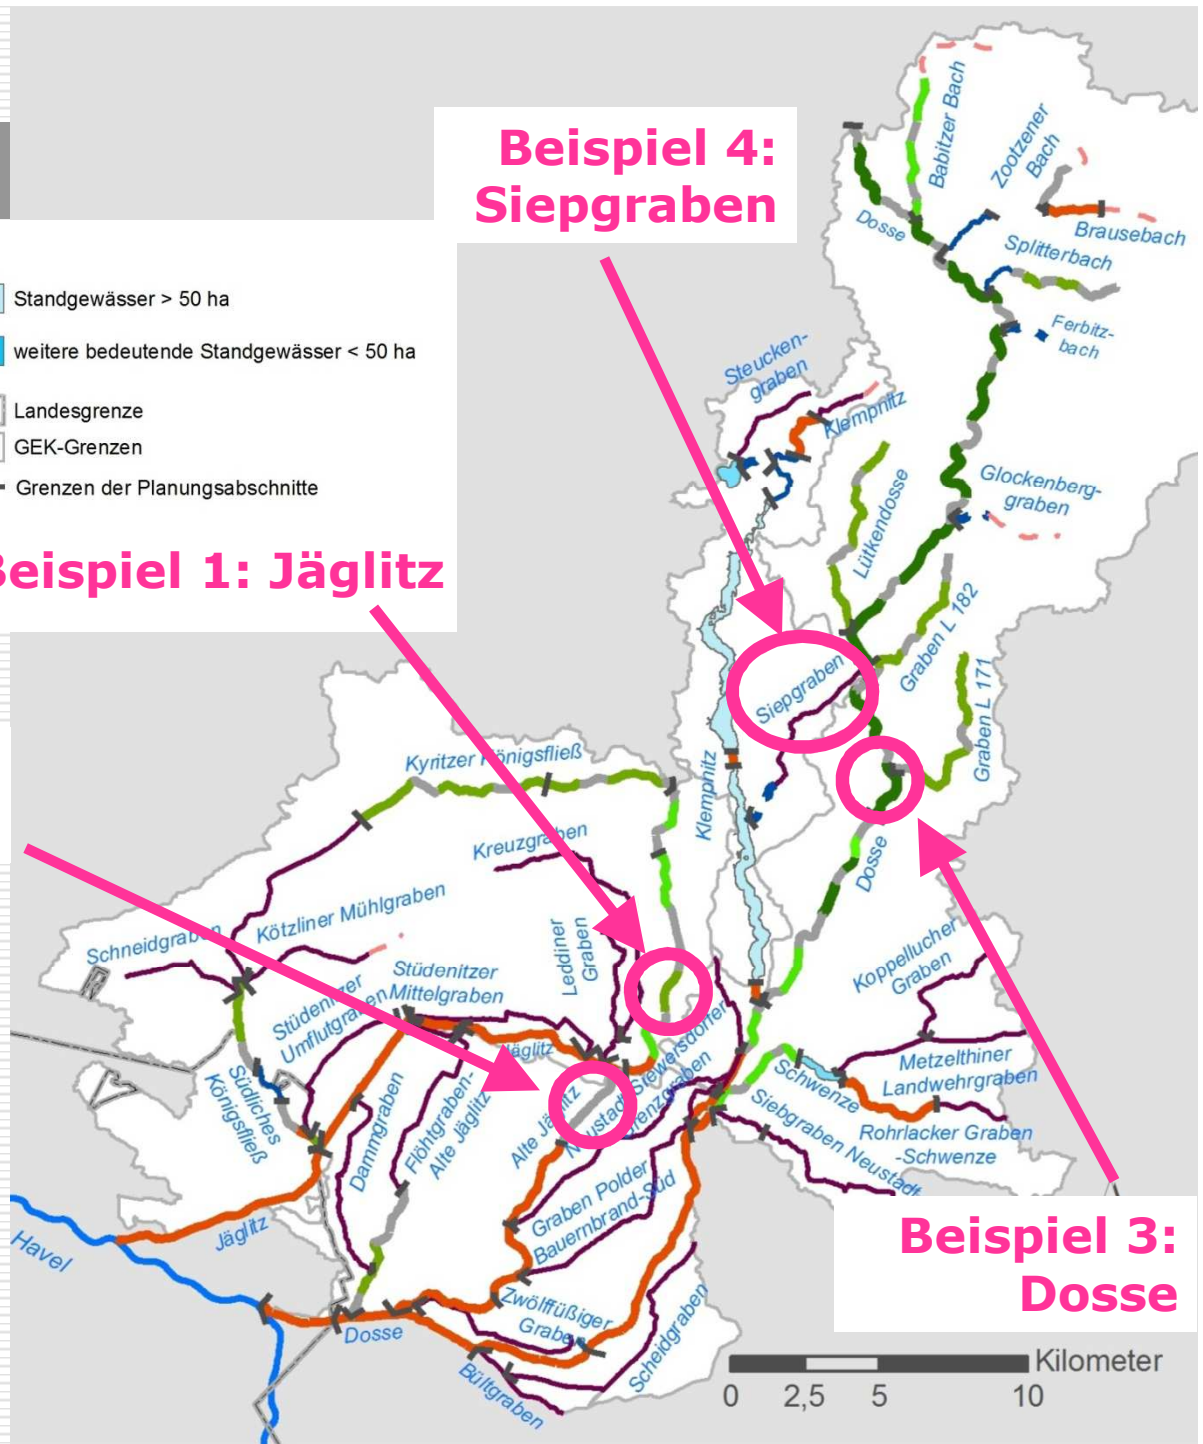 Beispiel 4:
Siepgraben
Standgewässer > 50 ha
weitere bedeutende Standgewässer < 50 ha
Landesgrenze
GEK-Grenzen
Grenzen der Planungsabschnitte
Beispiel 1: Jäglitz
Babitzer Bach
Zootzener
Bach
Dosse
Brausebach
Splitterbach
Ferbitz-
bach
Steucken-
graben
Klempnitz
Glockenberg-
graben
Lütkendosse
Graben L 182
Siepgraben
Graben L 171
Kyritzer Königsfließ
Klempnitz
Kreuzgraben
Dosse
Kötzliner Mühlgraben
Schneidgraben
Leddiner
Graben
Koppellucher
Graben
Stüdenitzer
Mittelgraben
Stüdenitzer
Umflutgraben
Jäglitz
Neustadt-Stewersdorfer
Grenzgraben
Metzelthiner
Landwehrgraben
Schwenze
Südliches
Königsfließ
Dammgraben
Flöhtgraben-
Alte Jäglitz
Alte Jäglitz
Siebgraben Neustadt
Rohrlacker Graben
-Schwenze
Graben Polder
Bauernbrand-Süd
Havel
Jäglitz
Beispiel 3:
Dosse
Zwölffüßiger
Graben
Scheidgraben
Dosse
Bültgraben
Kilometer
0 2,5 5 10